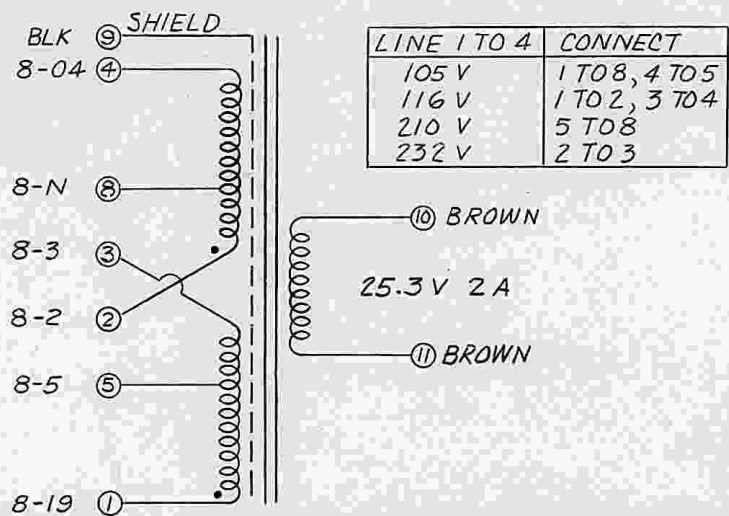 BLK ⑨ SHIELD
8-04 ④
8-N ⑧
8-3 ③
8-2 ②
8-5 ⑤
8-19 ①
LINE 1 TO 4 CONNECT
105 V 1 TO 8, 4 TO 5
116 V 1 TO 2, 3 TO 4
210 V 5 TO 8
232 V 2 TO 3
⑩ BROWN
25.3 V 2 A
⑪ BROWN